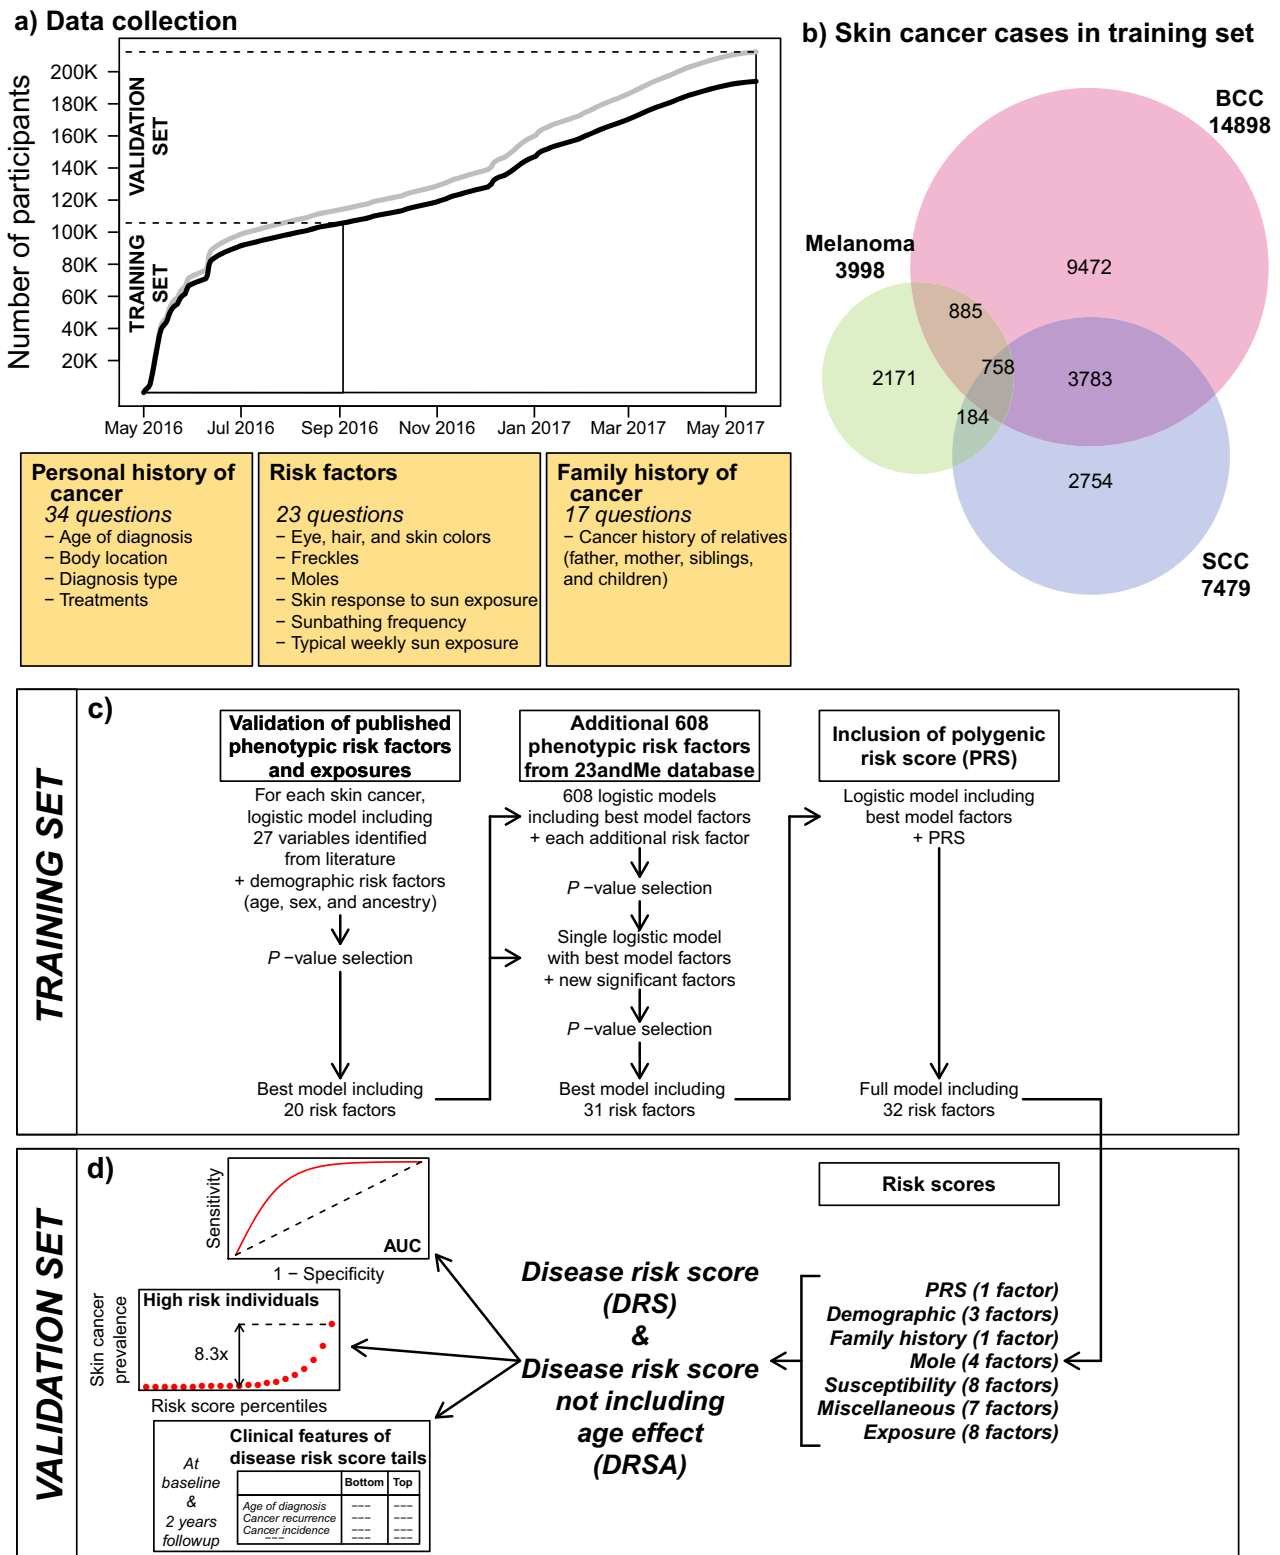 a) Data collection
Number of participants
200K
180K
160K
140K
120K
100K
80K
60K
40K
20K
VALIDATION
SET
TRAINING
SET
May 2016
Jul 2016
Sep 2016
Nov 2016
Jan 2017
Mar 2017
May 2017
b) Skin cancer cases in training set
BCC
14898
Melanoma
3998
9472
885
758
2171
3783
184
2754
SCC
7479
Personal history of
cancer
34 questions
− Age of diagnosis
− Body location
− Diagnosis type
− Treatments
Risk factors
23 questions
− Eye, hair, and skin colors
− Freckles
− Moles
− Skin response to sun exposure
− Sunbathing frequency
− Typical weekly sun exposure
Family history of
cancer
17 questions
− Cancer history of relatives
(father, mother, siblings,
and children)
TRAINING SET
c)
Validation of published
phenotypic risk factors
and exposures
For each skin cancer,
logistic model including
27 variables identified
from literature
+ demographic risk factors
(age, sex, and ancestry)
P −value selection
Best model including
20 risk factors
Additional 608
phenotypic risk factors
from 23andMe database
608 logistic models
including best model factors
+ each additional risk factor
P −value selection
Single logistic model
with best model factors
+ new significant factors
P −value selection
Best model including
31 risk factors
Inclusion of polygenic
risk score (PRS)
Logistic model including
best model factors
+ PRS
Full model including
32 risk factors
VALIDATION SET
d)
Sensitivity
AUC
1 − Specificity
Skin cancer
prevalence
High risk individuals
8.3x
Risk score percentiles
At
baseline
&
2 years
followup
Clinical features of
disease risk score tails
Bottom Top
Age of diagnosis −−− −−−
Cancer recurrence −−− −−−
Cancer incidence −−− −−−
−−− −−− −−−
Disease risk score
(DRS)
&
Disease risk score
not including
age effect
(DRSA)
Risk scores
PRS (1 factor)
Demographic (3 factors)
Family history (1 factor)
Mole (4 factors)
Susceptibility (8 factors)
Miscellaneous (7 factors)
Exposure (8 factors)